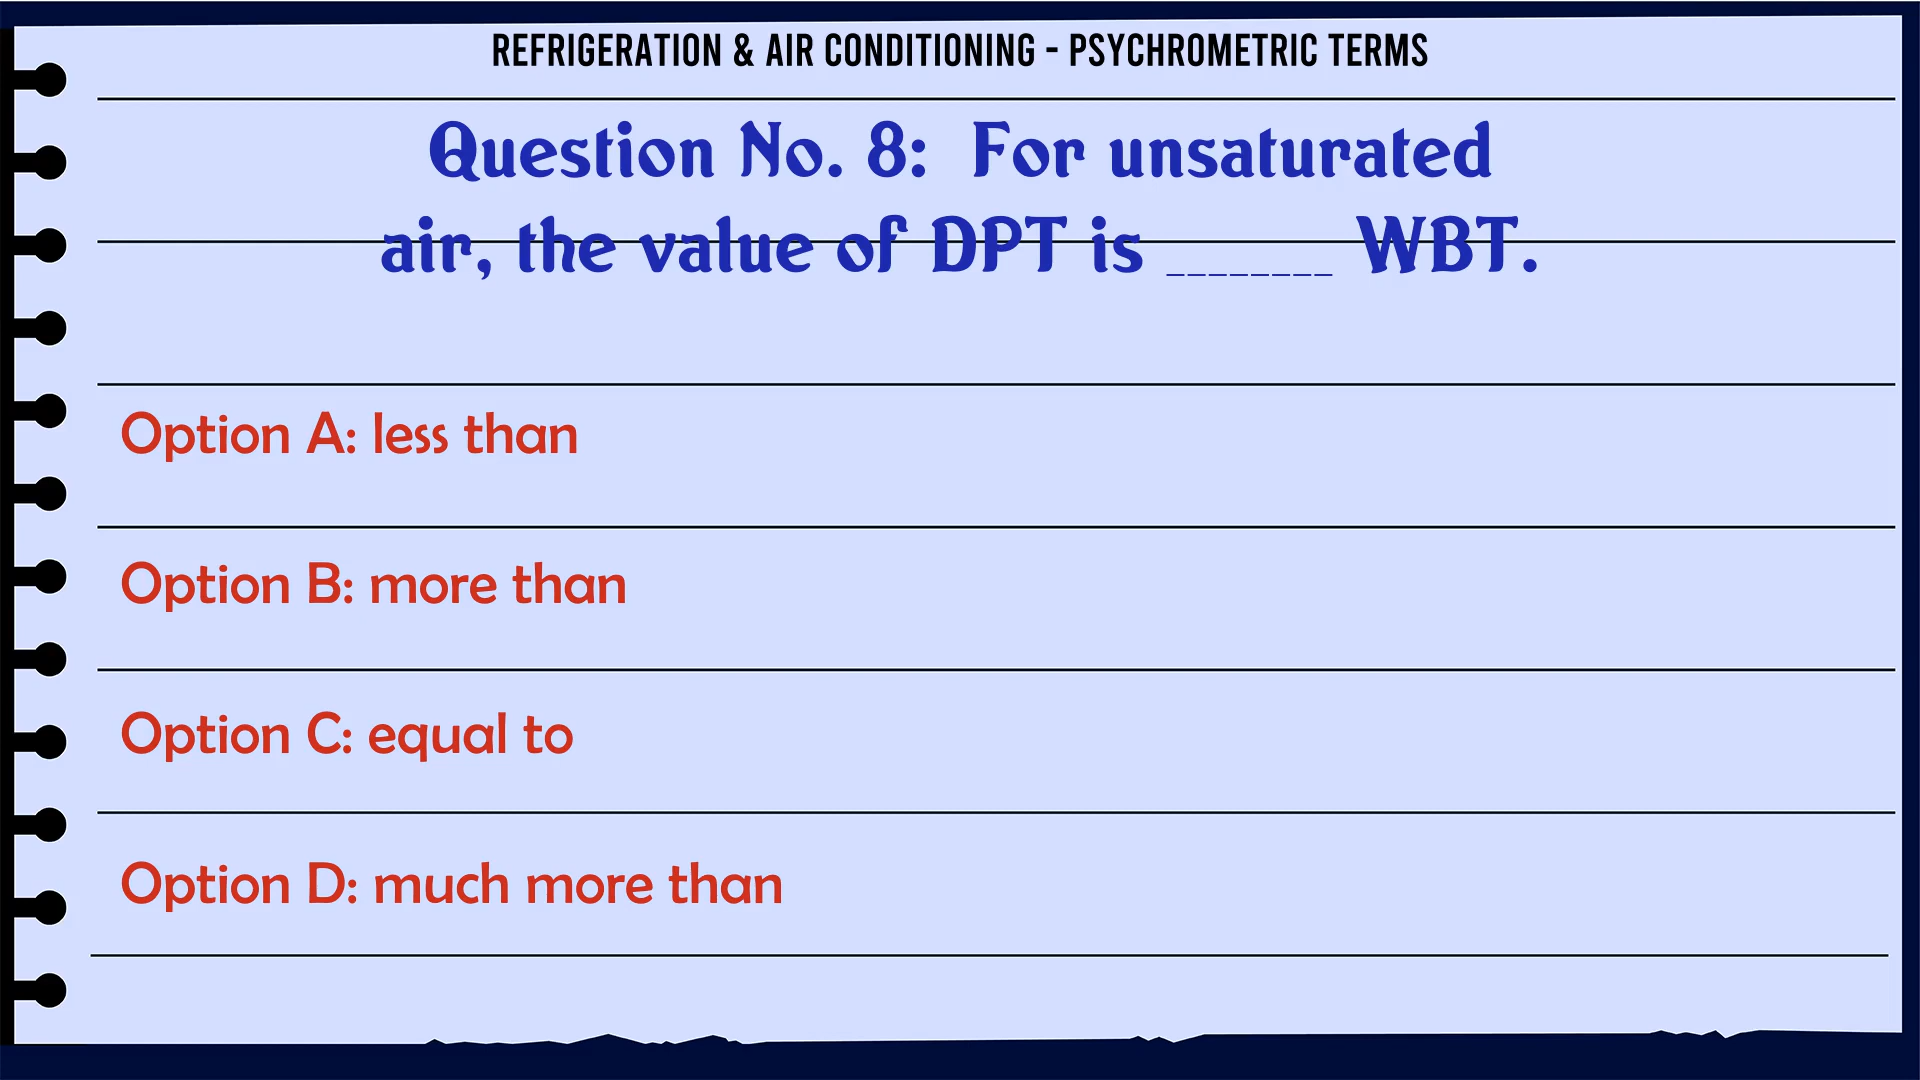 REFRIGERATION & AIR CONDITIONING - PSYCHROMETRIC TERMS
Question No. 8: For unsaturated
air, the value of DPT is ________ WBT.
Option A: less than
Option B: more than
Option C: equal to
Option D: much more than